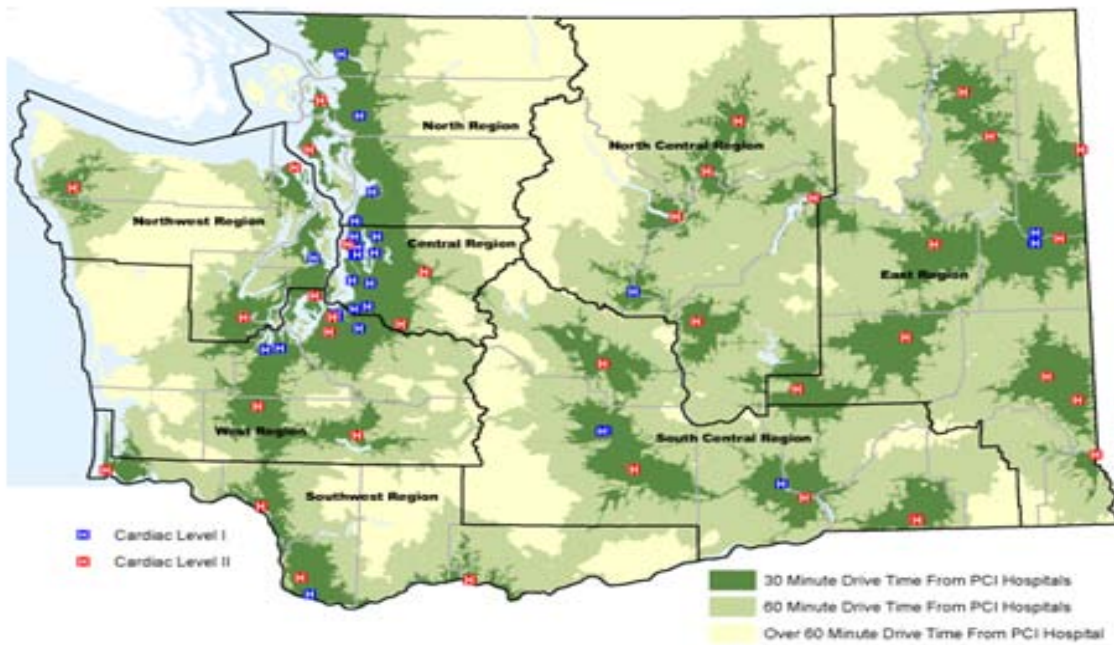 North Region
North Central Region
Northwest Region
Central Region
East Region
West Region
South Central Region
Southwest Region
H Cardiac Level I
H Cardiac Level II
30 Minute Drive Time From PCI Hospitals
60 Minute Drive Time From PCI Hospitals
Over 60 Minute Drive Time From PCI Hospital